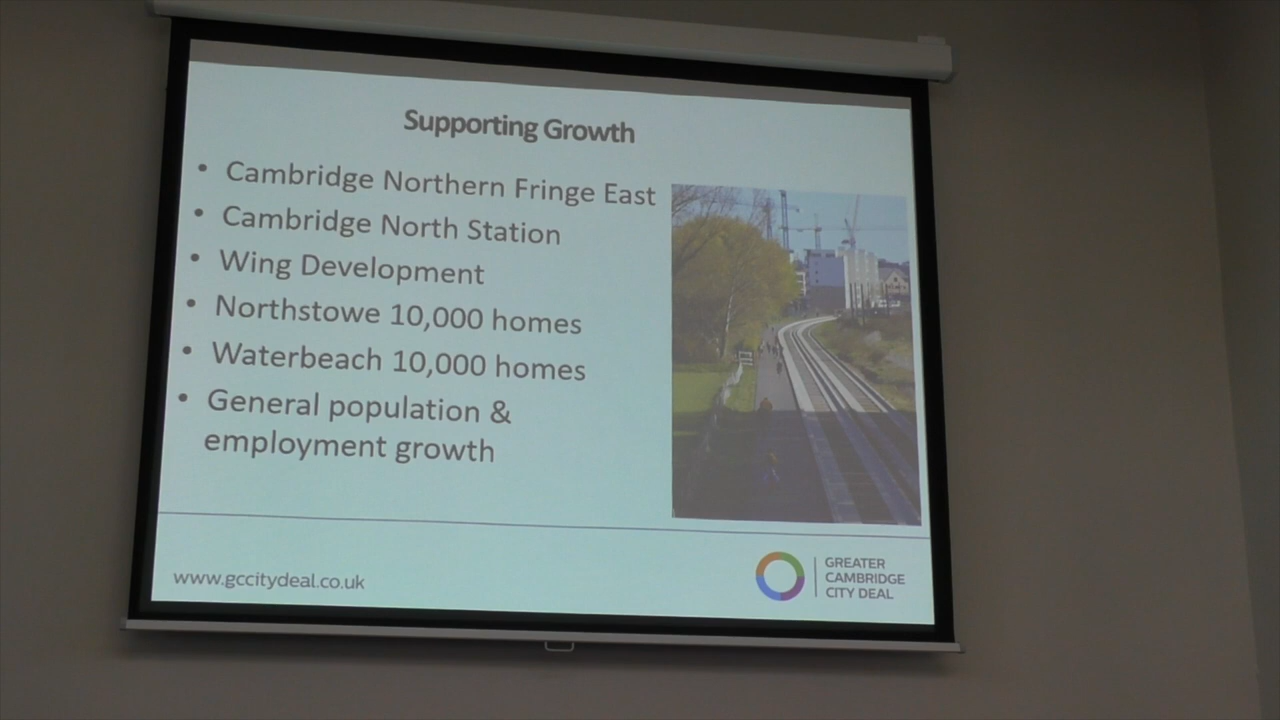 Supporting Growth
• Cambridge Northern Fringe East
• Cambridge North Station
• Wing Development
• Northstowe 10,000 homes
• Waterbeach 10,000 homes
• General population &
employment growth
www.gccitydeal.co.uk
GREATER
CAMBRIDGE
CITY DEAL